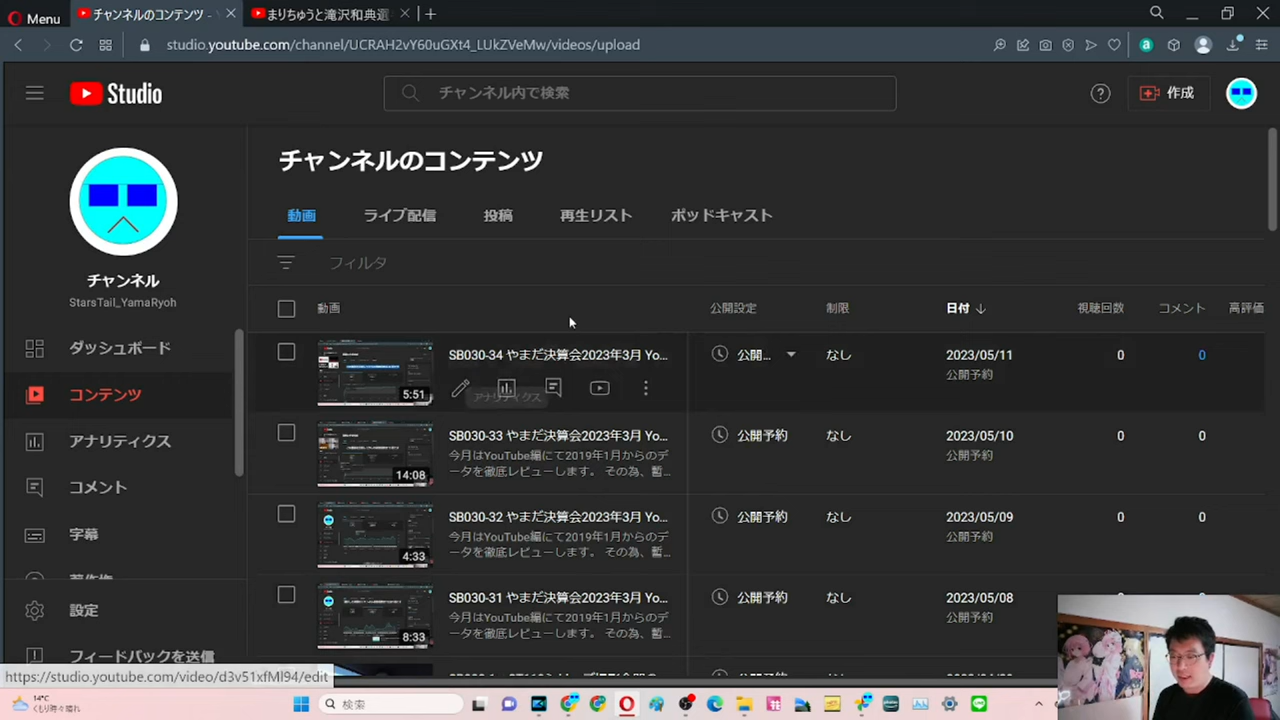 Menu
チャンネルのコンテンツ -
まりちゅうと滝沢和典選
studio.youtube.com/channel/UCRAH2vY60uGXt4_LUkZVeMw/videos/upload
Studio
チャンネル内で検索
作成
チャンネルのコンテンツ
動画 ライブ配信 投稿 再生リスト ポッドキャスト
フィルタ
チャンネル
StarsTail_YamaRyoh
ダッシュボード
コンテンツ
アナリティクス
コメント
字幕
著作権
設定
フィードバックを送信
動画 公開設定 制限 日付 視聴回数 コメント 高評価
SB030-34 やまだ決算会2023年3月 Yo... 公開... なし 2023/05/11 0 0
5:51 アナリティクス 公開予約
SB030-33 やまだ決算会2023年3月 Yo... 公開予約 なし 2023/05/10 0 0
今月はYouTube編にて2019年1月からのデ 公開予約
ータを徹底レビューします。 その為、暫...
14:08
SB030-32 やまだ決算会2023年3月 Yo... 公開予約 なし 2023/05/09 0 0
今月はYouTube編にて2019年1月からのデ 公開予約
ータを徹底レビューします。 その為、暫...
4:33
SB030-31 やまだ決算会2023年3月 Yo... 公開予約 なし 2023/05/08
今月はYouTube編にて2019年1月からのデ 公開予約
ータを徹底レビューします。 その為、暫...
8:33
https://studio.youtube.com/video/d3v51xfMl94/edit
14°C
くもり時々晴れ
検索